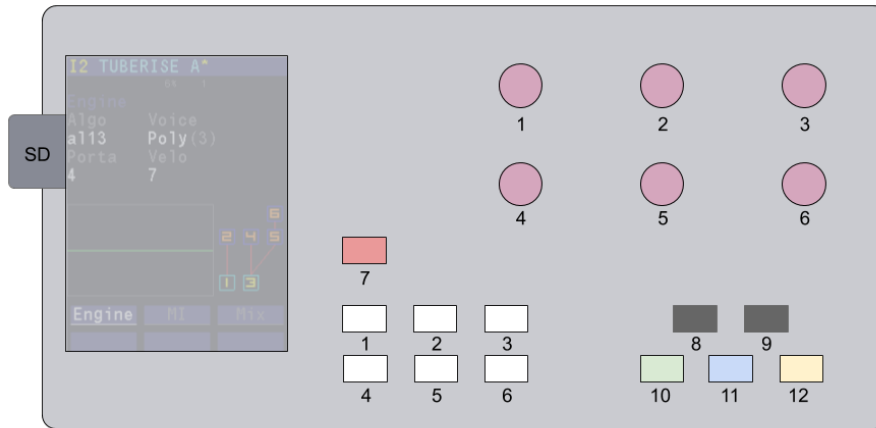 I2 TUBERISE A*
Engine
Algo Voice
al13 Poly(3)
Porta Velo
4 7
6
2 4 5
1 3
Engine MI Mix
SD
1 2 3
4 5 6
7
1 2 3
4 5 6
8 9
10 11 12